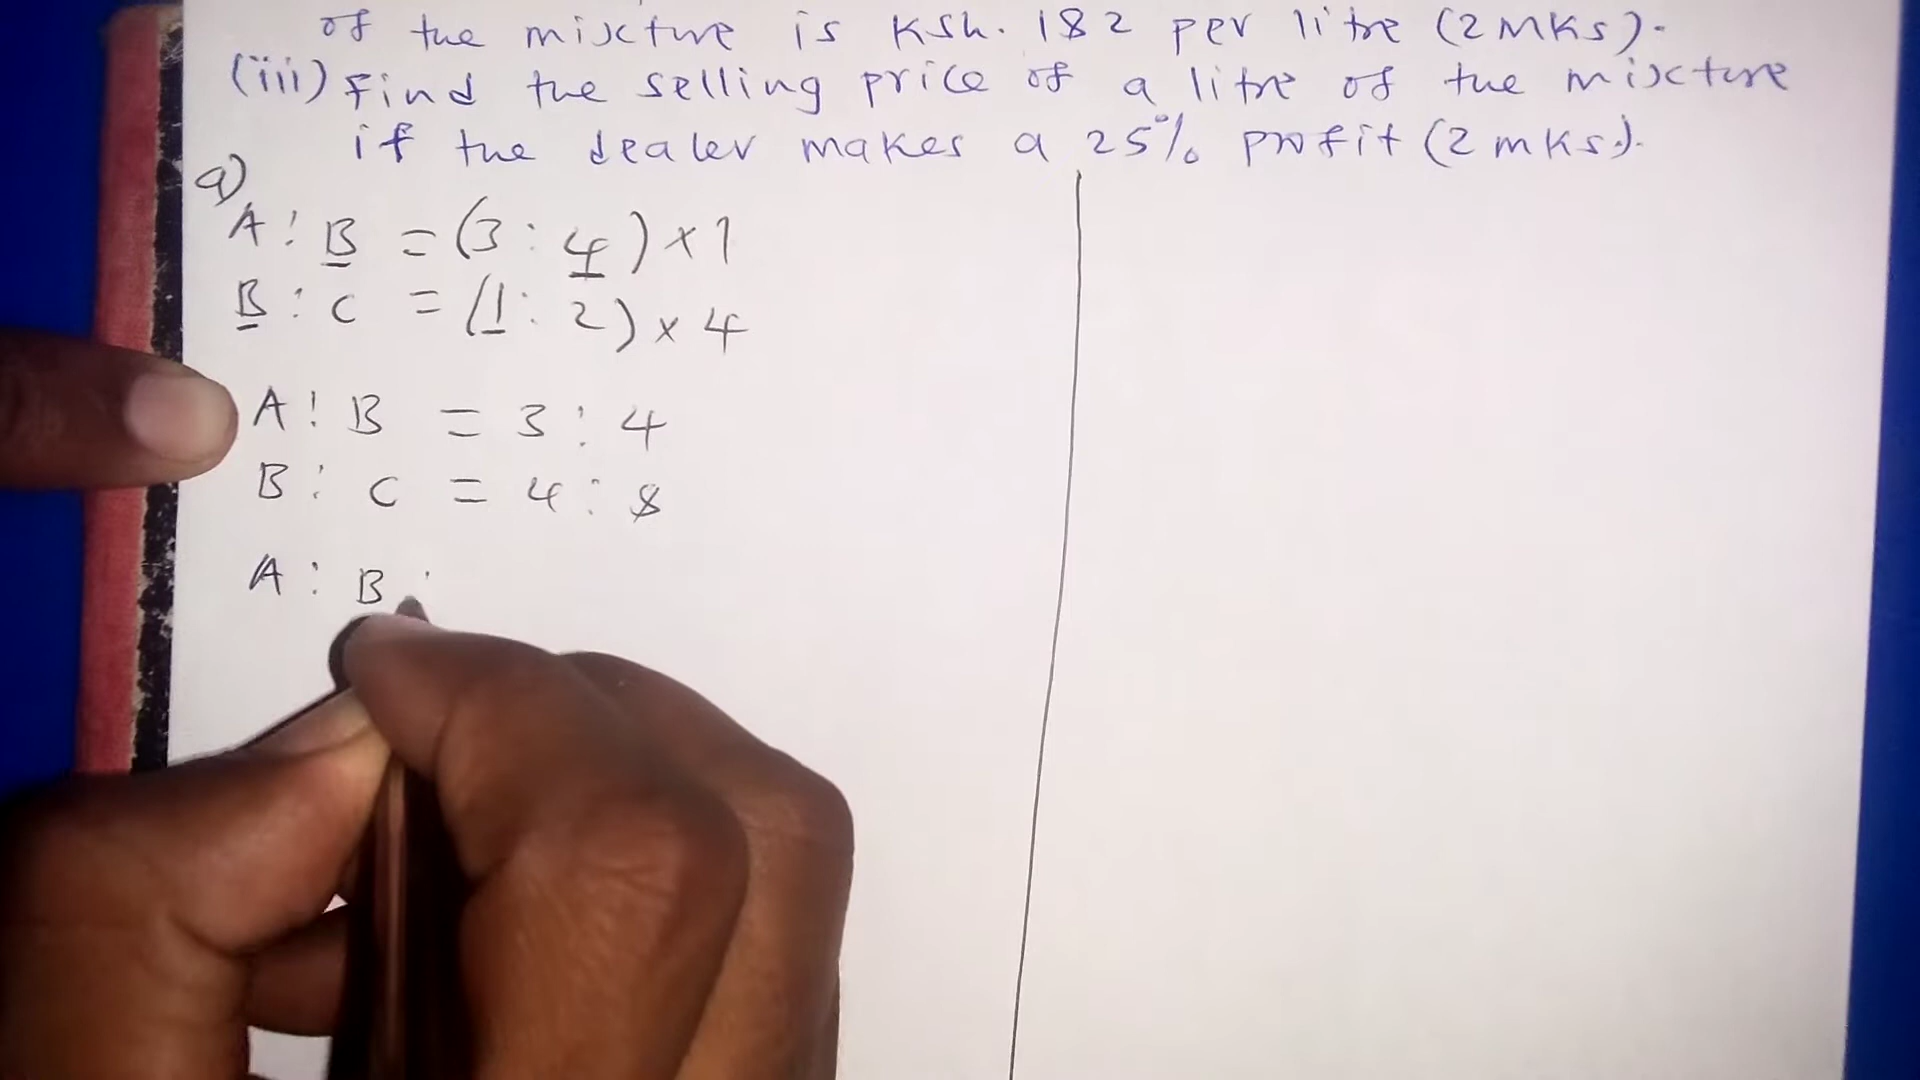 of the mixture is Ksh. 182 per litre (2mks).
(iii) Find the selling price of a litre of the mixture
if the dealer makes a 25% profit (2mks).
a)
A : B = (3 : 4) × 1
B : C = (1 : 2) × 4
A : B = 3 : 4
B : C = 4 : 8
A : B :